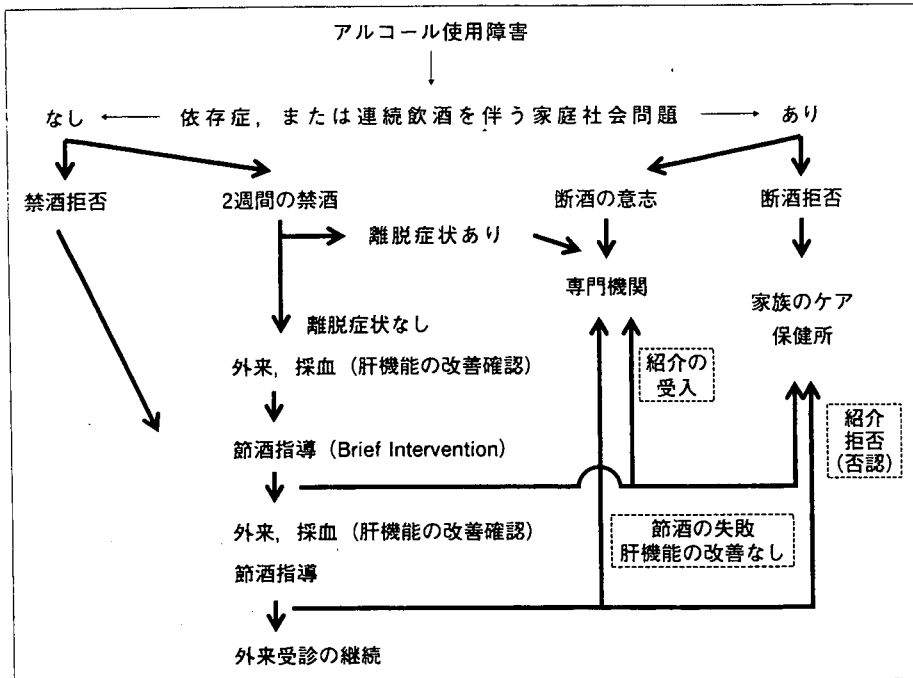 アルコール使用障害
なし
依存症，または連続飲酒を伴う家庭社会問題
あり
禁酒拒否
2週間の禁酒
断酒の意志
断酒拒否
離脱症状あり
専門機関
家族のケア
保健所
離脱症状なし
外来，採血（肝機能の改善確認）
紹介の
受入
紹介
拒否
(否認)
節酒指導（Brief Intervention）
外来，採血（肝機能の改善確認）
節酒指導
節酒の失敗
肝機能の改善なし
外来受診の継続